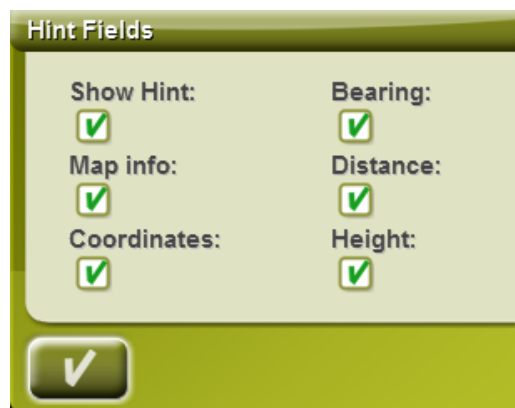 Hint Fields
Show Hint: Bearing:
Map info: Distance:
Coordinates: Height: